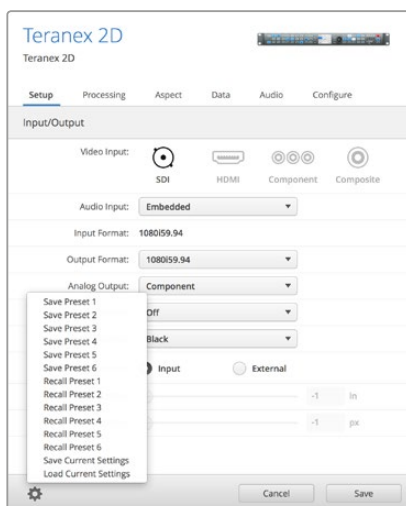 Teranex 2D
Teranex 2D
Setup Processing Aspect Data Audio Configure
Input/Output
Video Input:
SDI HDMI Component Composite
Audio Input: Embedded
Input Format: 1080i59.94
Output Format: 1080i59.94
Analog Output: Component
Save Preset 1
Save Preset 2
Save Preset 3
Save Preset 4
Save Preset 5
Save Preset 6
Recall Preset 1
Recall Preset 2
Recall Preset 3
Recall Preset 4
Recall Preset 5
Recall Preset 6
Save Current Settings
Load Current Settings
Off
Black
Input External
-1 ln
-1 px
Cancel Save